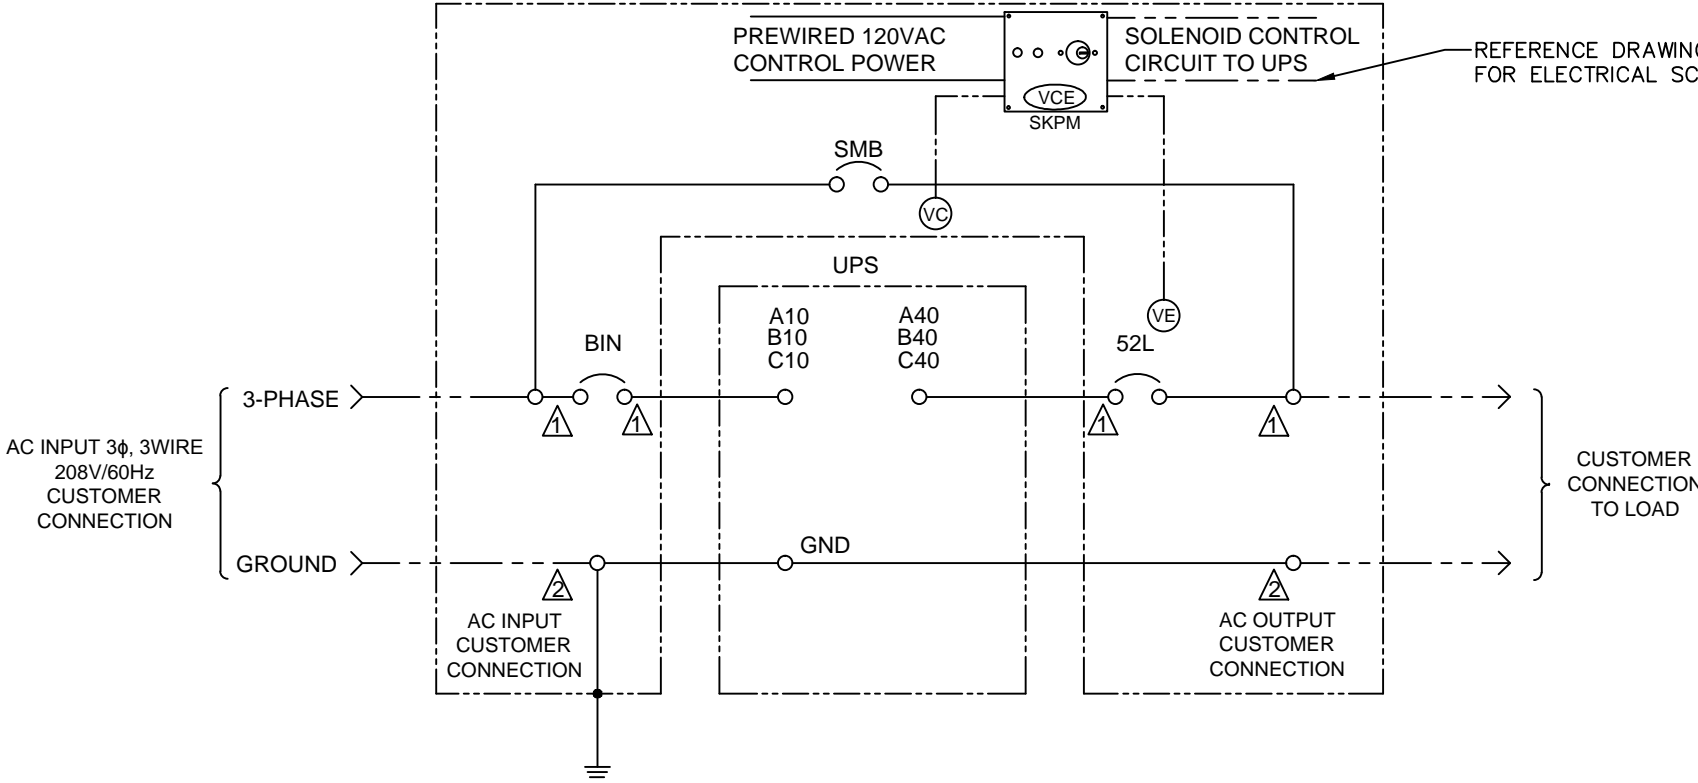 PREWIRED 120VAC
CONTROL POWER
SOLENOID CONTROL
CIRCUIT TO UPS
REFERENCE
FOR ELECTRICAL
VCE
SKPM
SMB
VC
UPS
VE
A10
B10
C10
A40
B40
C40
BIN
52L
3-PHASE
1
1
1
1
AC INPUT 3ϕ, 3WIRE
208V/60Hz
CUSTOMER
CONNECTION
CUSTOMER
CONNECTION
TO LOAD
GROUND
GND
2
2
AC INPUT
CUSTOMER
CONNECTION
AC OUTPUT
CUSTOMER
CONNECTION